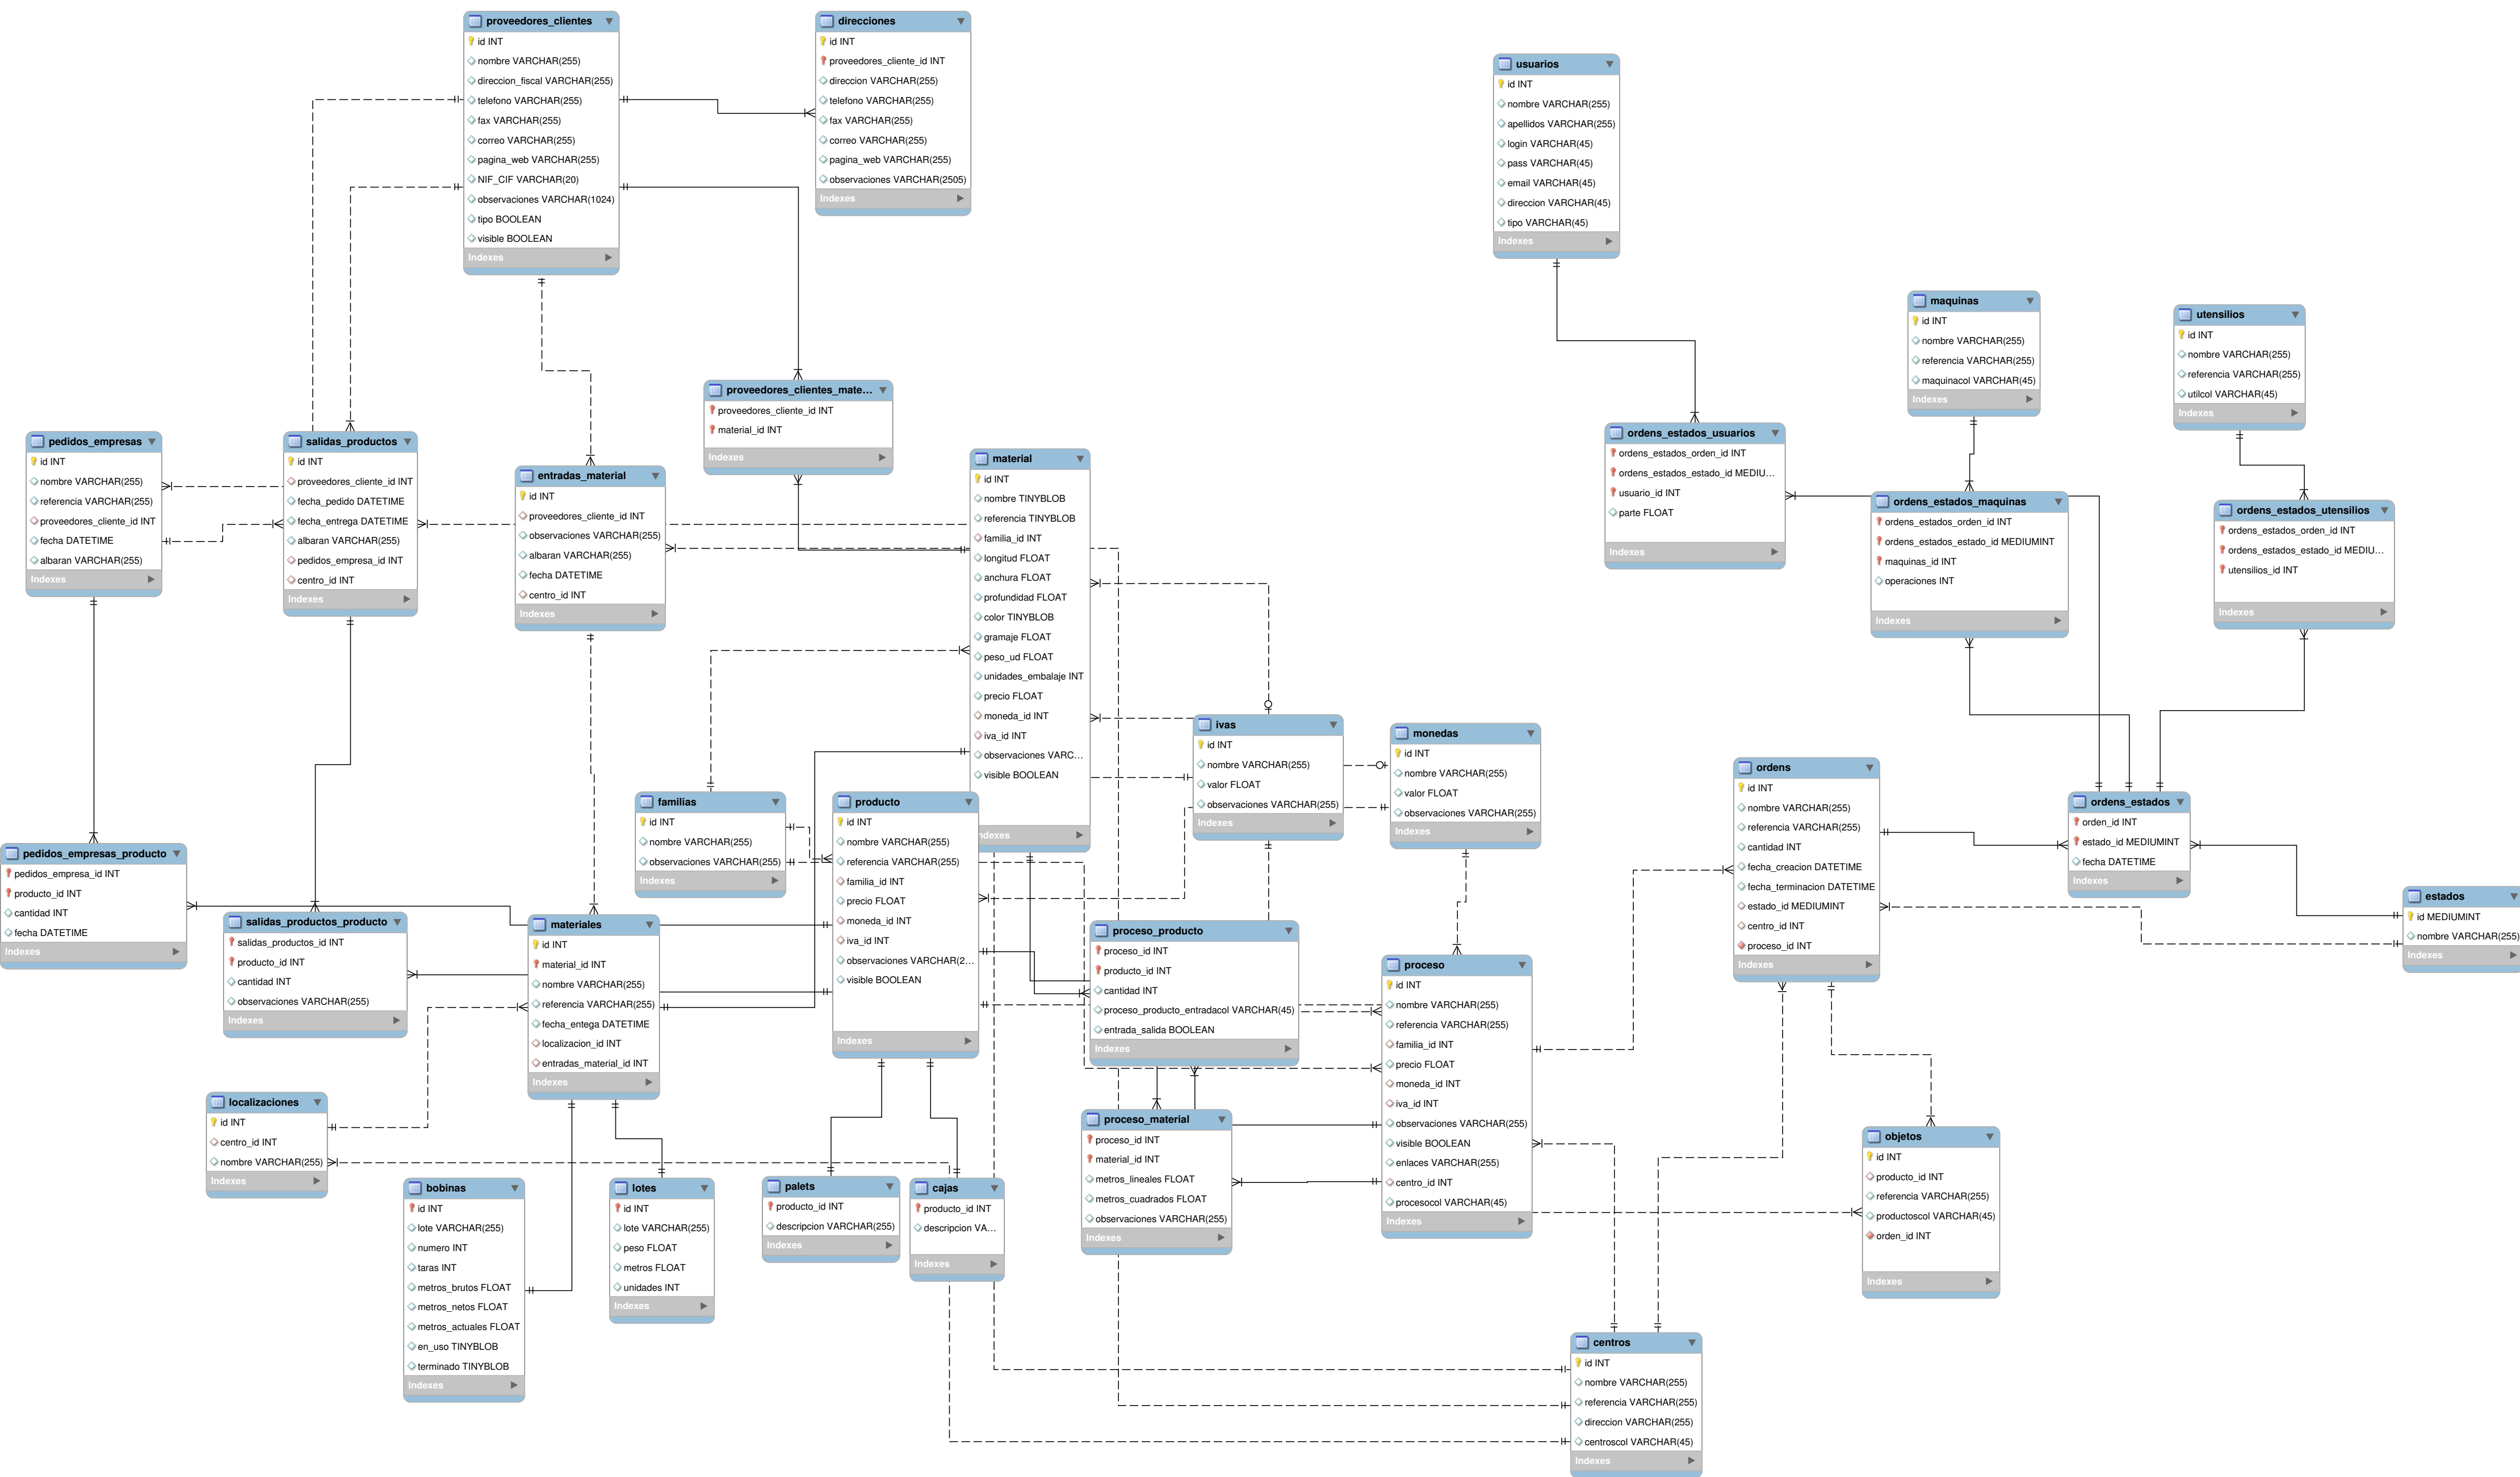 proveedores_clientes
id INT
nombre VARCHAR(255)
direccion_fiscal VARCHAR(255)
telefono VARCHAR(255)
fax VARCHAR(255)
correo VARCHAR(255)
pagina_web VARCHAR(255)
NIF_CIF VARCHAR(20)
observaciones VARCHAR(1024)
tipo BOOLEAN
visible BOOLEAN
Indexes
direcciones
id INT
proveedores_cliente_id INT
direccion VARCHAR(255)
telefono VARCHAR(255)
fax VARCHAR(255)
correo VARCHAR(255)
pagina_web VARCHAR(255)
observaciones VARCHAR(2505)
Indexes
usuarios
id INT
nombre VARCHAR(255)
apellidos VARCHAR(255)
login VARCHAR(45)
pass VARCHAR(45)
email VARCHAR(45)
direccion VARCHAR(45)
tipo VARCHAR(45)
Indexes
maquinas
id INT
nombre VARCHAR(255)
referencia VARCHAR(255)
maquinacol VARCHAR(45)
Indexes
utensilios
id INT
nombre VARCHAR(255)
referencia VARCHAR(255)
utilcol VARCHAR(45)
Indexes
proveedores_clientes_mate...
proveedores_cliente_id INT
material_id INT
Indexes
pedidos_empresas
id INT
nombre VARCHAR(255)
referencia VARCHAR(255)
proveedores_cliente_id INT
fecha DATETIME
albaran VARCHAR(255)
Indexes
salidas_productos
id INT
proveedores_cliente_id INT
fecha_pedido DATETIME
fecha_entrega DATETIME
albaran VARCHAR(255)
pedidos_empresa_id INT
centro_id INT
Indexes
entradas_material
id INT
proveedores_cliente_id INT
observaciones VARCHAR(255)
albaran VARCHAR(255)
fecha DATETIME
centro_id INT
Indexes
material
id INT
nombre TINYBLOB
referencia TINYBLOB
familia_id INT
longitud FLOAT
anchura FLOAT
profundidad FLOAT
color TINYBLOB
gramaje FLOAT
peso_ud FLOAT
unidades_embalaje INT
precio FLOAT
moneda_id INT
iva_id INT
observaciones VARC...
visible BOOLEAN
ndexes
ordens_estados_usuarios
ordens_estados_orden_id INT
ordens_estados_estado_id MEDIU...
usuario_id INT
parte FLOAT
Indexes
ordens_estados_maquinas
ordens_estados_orden_id INT
ordens_estados_estado_id MEDIUMINT
maquinas_id INT
operaciones INT
Indexes
ordens_estados_utensilios
ordens_estados_orden_id INT
ordens_estados_estado_id MEDIU...
utensilios_id INT
Indexes
ivas
id INT
nombre VARCHAR(255)
valor FLOAT
observaciones VARCHAR(255)
Indexes
monedas
id INT
nombre VARCHAR(255)
valor FLOAT
observaciones VARCHAR(255)
Indexes
ordens
id INT
nombre VARCHAR(255)
referencia VARCHAR(255)
cantidad INT
fecha_creacion DATETIME
fecha_terminacion DATETIME
estado_id MEDIUMINT
centro_id INT
proceso_id INT
Indexes
ordens_estados
orden_id INT
estado_id MEDIUMINT
fecha DATETIME
Indexes
estados
id MEDIUMINT
nombre VARCHAR(255)
Indexes
familias
id INT
nombre VARCHAR(255)
observaciones VARCHAR(255)
Indexes
producto
id INT
nombre VARCHAR(255)
referencia VARCHAR(255)
familia_id INT
precio FLOAT
moneda_id INT
iva_id INT
observaciones VARCHAR(2...
visible BOOLEAN
Indexes
pedidos_empresas_producto
pedidos_empresa_id INT
producto_id INT
cantidad INT
fecha DATETIME
Indexes
salidas_productos_producto
salidas_productos_id INT
producto_id INT
cantidad INT
observaciones VARCHAR(255)
Indexes
materiales
id INT
material_id INT
nombre VARCHAR(255)
referencia VARCHAR(255)
fecha_entega DATETIME
localizacion_id INT
entradas_material_id INT
Indexes
proceso_producto
proceso_id INT
producto_id INT
cantidad INT
proceso_producto_entradacol VARCHAR(45)
entrada_salida BOOLEAN
Indexes
proceso
id INT
nombre VARCHAR(255)
referencia VARCHAR(255)
familia_id INT
precio FLOAT
moneda_id INT
iva_id INT
observaciones VARCHAR(255)
visible BOOLEAN
enlaces VARCHAR(255)
centro_id INT
procesocol VARCHAR(45)
Indexes
localizaciones
id INT
centro_id INT
nombre VARCHAR(255)
Indexes
proceso_material
proceso_id INT
material_id INT
metros_lineales FLOAT
metros_cuadrados FLOAT
observaciones VARCHAR(255)
Indexes
objetos
id INT
producto_id INT
referencia VARCHAR(255)
productoscol VARCHAR(45)
orden_id INT
Indexes
bobinas
id INT
lote VARCHAR(255)
numero INT
taras INT
metros_brutos FLOAT
metros_netos FLOAT
metros_actuales FLOAT
en_uso TINYBLOB
terminado TINYBLOB
Indexes
lotes
id INT
lote VARCHAR(255)
peso FLOAT
metros FLOAT
unidades INT
Indexes
palets
producto_id INT
descripcion VARCHAR(255)
Indexes
cajas
producto_id INT
descripcion VA...
Indexes
centros
id INT
nombre VARCHAR(255)
referencia VARCHAR(255)
direccion VARCHAR(255)
centroscol VARCHAR(45)
Indexes